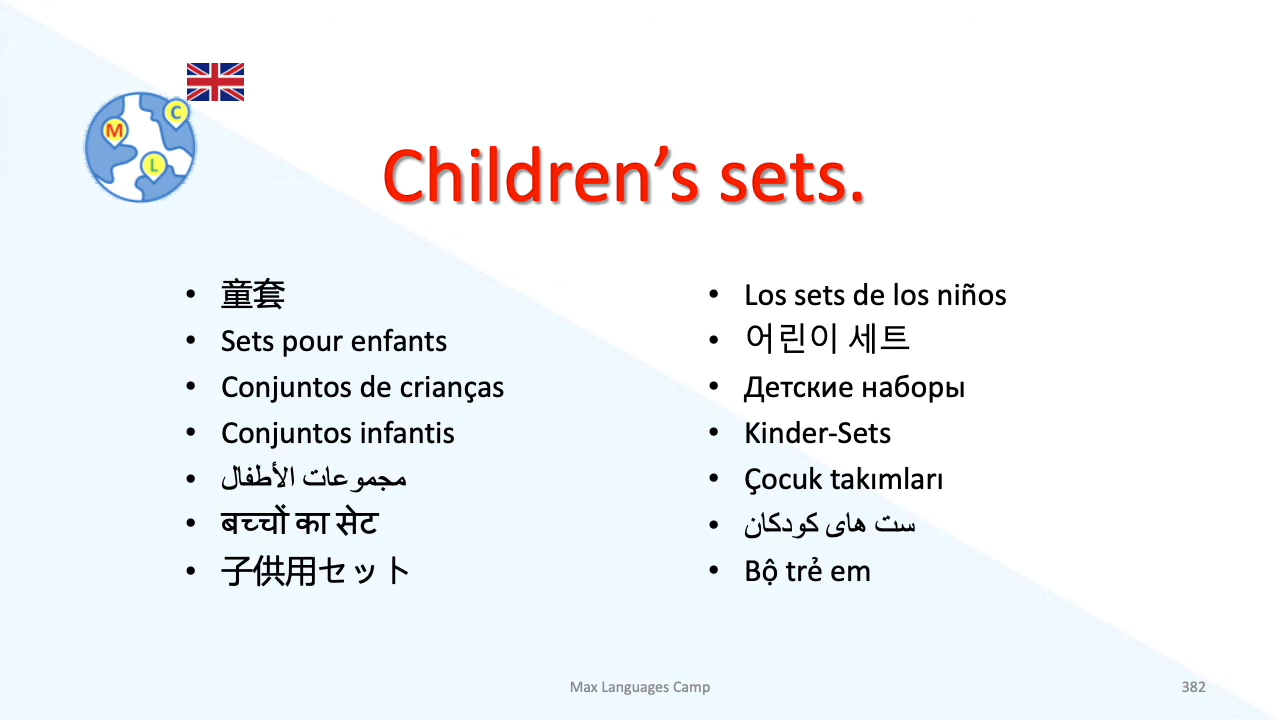 C
M
L
Children’s sets.
• 童套
• Sets pour enfants
• Conjuntos de crianças
• Conjuntos infantis
• مجموعات الأطفال
• बच्चों का सेट
• 子供用セット
• Los sets de los niños
• 어린이 세트
• Детские наборы
• Kinder-Sets
• Çocuk takımları
• ست های کودکان
• Bộ trẻ em
Max Languages Camp
382